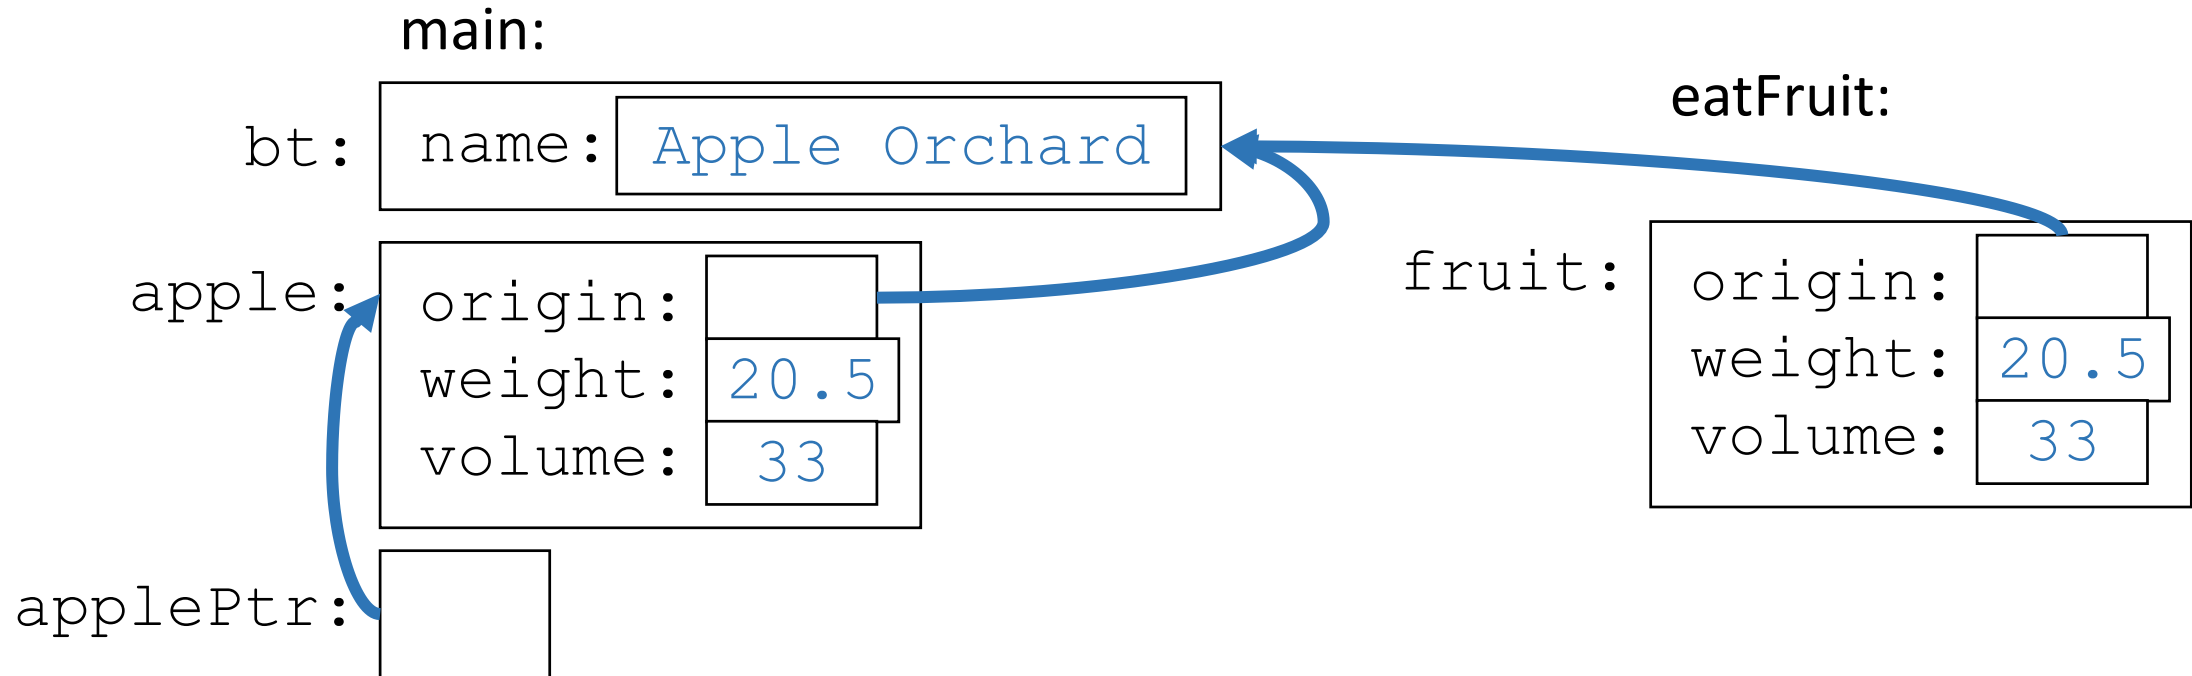 main:
bt: name: Apple Orchard
apple:
origin:
weight: 20.5
volume: 33
applePtr:
eatFruit:
fruit:
origin:
weight: 20.5
volume: 33